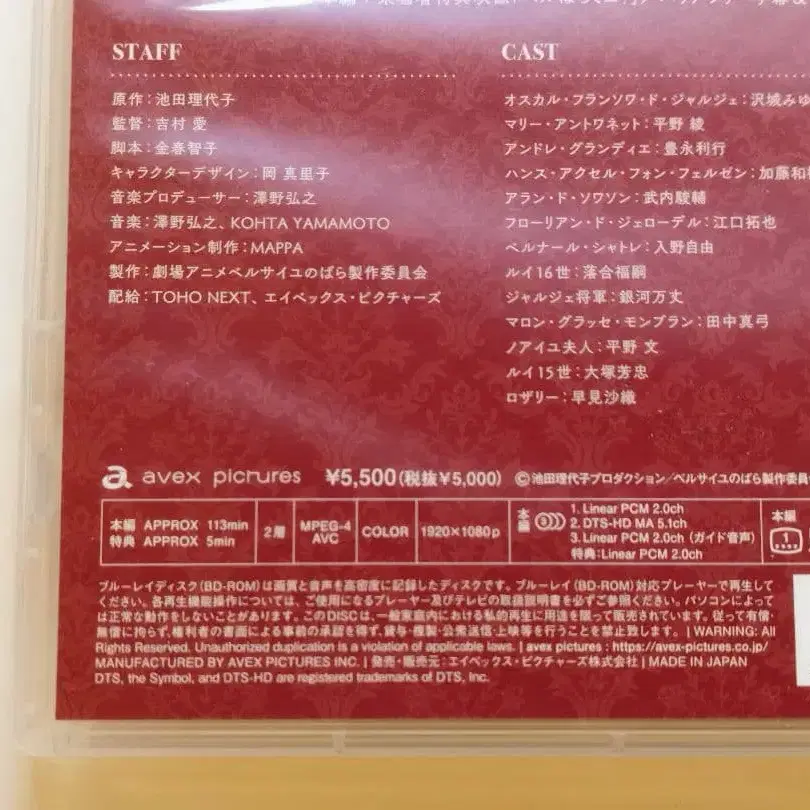 STAFF
原作：池田理代子
監督：吉村 愛
脚本：金春智子
キャラクターデザイン：岡 真里子
音楽プロデューサー：澤野弘之
音楽：澤野弘之、KOHTA YAMAMOTO
アニメーション制作：MAPPA
製作：劇場アニメベルサイユのばら製作委員会
配給：TOHO NEXT、エイベックス・ピクチャーズ
CAST
オスカル・フランソワ・ド・ジャルジェ：沢城みゆ
マリー・アントワネット：平野 綾
アンドレ・グランディエ：豊永利行
ハンス・アクセル・フォン・フェルゼン：加藤和
アラン・ド・ソワソン：武内駿輔
フローリアン・ド・ジェローデル：江口拓也
ベルナール・シャトレ：入野自由
ルイ16世：落合福嗣
ジャルジェ将軍：銀河万丈
マロン・グラッセ・モンブラン：田中真弓
ノアイユ夫人：平野 文
ルイ15世：大塚芳忠
ロザリー：早見沙織
avex pictures ¥5,500(税抜¥5,000) ©池田理代子プロダクション/ベルサイユのばら製作委員
本編 APPROX 113min
特典 APPROX 5min
2層
MPEG-4
AVC
COLOR
1920×1080p
本編
3
1. Linear PCM 2.0ch
2. DTS-HD MA 5.1ch
3. Linear PCM 2.0ch (ガイド音声)
特典:Linear PCM 2.0ch
本編
1
ブルーレイディスク(BD-ROM)は画質と音声を高密度に記録したディスクです。ブルーレイ(BD-ROM)対応プレーヤーで再生して
ください。各再生機能操作については、ご使用になるプレーヤー及びテレビの取扱説明書を必ずご参照ください。パソコンによって
は正常な動作をしないことがあります。このDISCは、一般家庭内における私的再生に用途を限って販売されています。従って有償・
無償に拘らず、権利者の書面による事前の承認を得ず、貸与・複製・公衆送信・上映等を行うことを禁止致します。 | WARNING: All
Rights Reserved. Unauthorized duplication is a violation of applicable laws. | avex pictures : https://avex-pictures.co.jp/
MANUFACTURED BY AVEX PICTURES INC. | 発売・販売元：エイベックス・ピクチャーズ株式会社 | MADE IN JAPAN
DTS, the Symbol, and DTS-HD are registered trademarks of DTS, Inc.